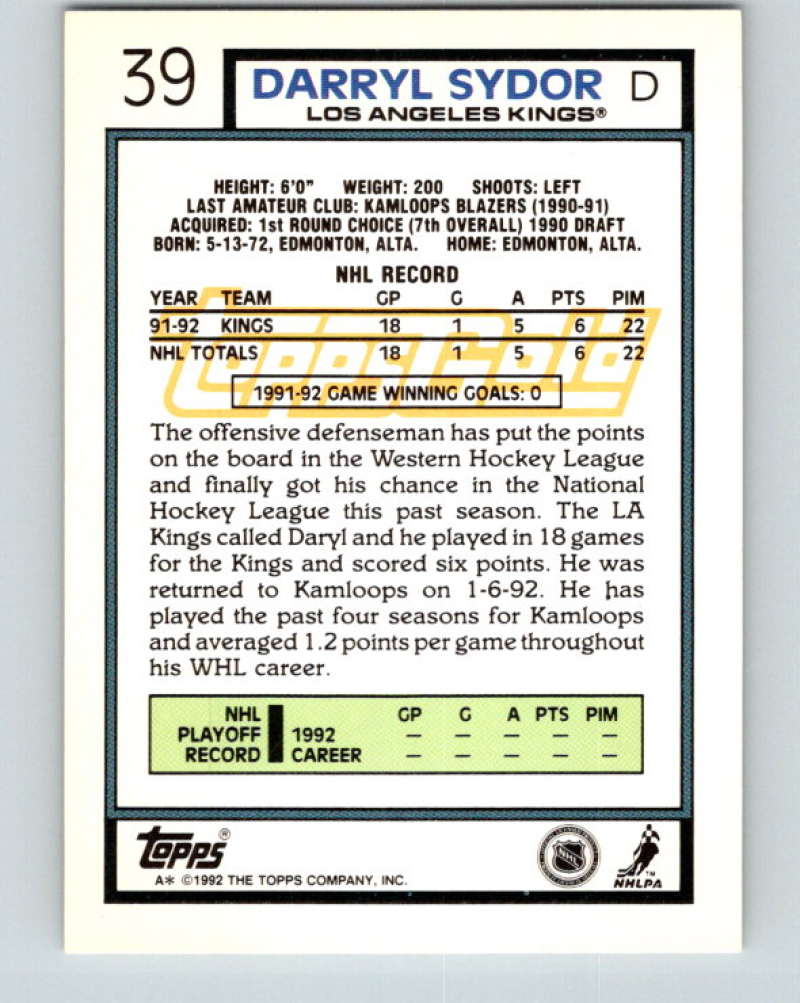 39
DARRYL SYDOR D
LOS ANGELES KINGS®
HEIGHT: 6'0" WEIGHT: 200 SHOOTS: LEFT
LAST AMATEUR CLUB: KAMLOOPS BLAZERS (1990-91)
ACQUIRED: 1st ROUND CHOICE (7th OVERALL) 1990 DRAFT
BORN: 5-13-72, EDMONTON, ALTA. HOME: EDMONTON, ALTA.
NHL RECORD
YEAR TEAM GP G A PTS PIM
91-92 KINGS 18 1 5 6 22
NHL TOTALS 18 1 5 6 22
ToppsGold
1991-92 GAME WINNING GOALS: 0
The offensive defenseman has put the points
on the board in the Western Hockey League
and finally got his chance in the National
Hockey League this past season. The LA
Kings called Daryl and he played in 18 games
for the Kings and scored six points. He was
returned to Kamloops on 1-6-92. He has
played the past four seasons for Kamloops
and averaged 1.2 points per game throughout
his WHL career.
NHL GP G A PTS PIM
PLAYOFF 1992 — — — — —
RECORD CAREER — — — — —
Topps®
A* ©1992 THE TOPPS COMPANY, INC.
NHL
TM
NHLPA